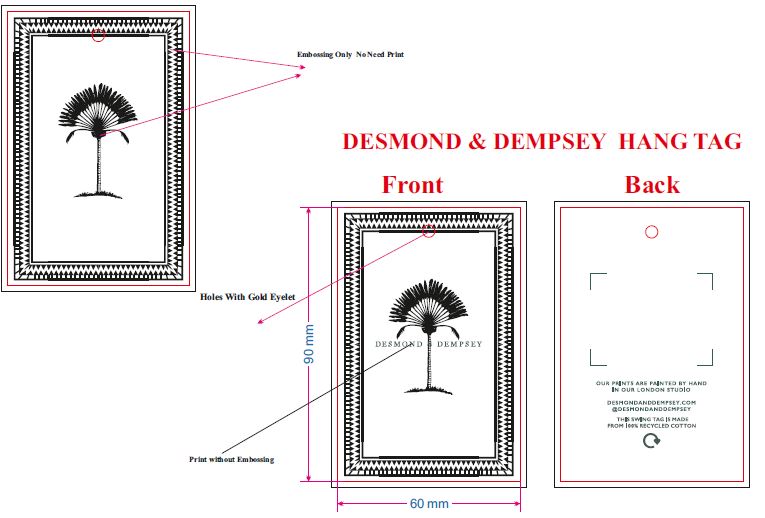 Embossing Only No Need Print
DESMOND & DEMPSEY HANG TAG
Front
Back
Holes With Gold Eyelet
90 mm
DESMOND & DEMPSEY
Print without Embossing
60 mm
OUR PRINTS ARE PAINTED BY HAND
IN OUR LONDON STUDIO
DESMONDANDDEMPSEY.COM
@DESMONDANDDEMPSEY
THIS SWING TAG IS MADE
FROM 100% RECYCLED COTTON